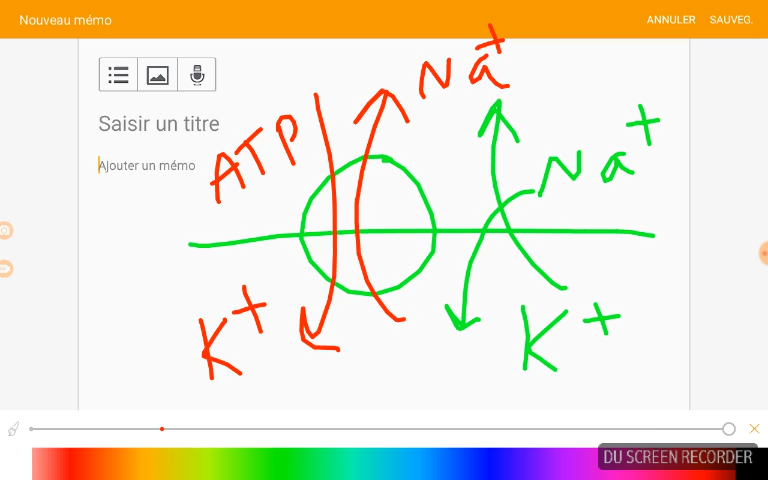 Nouveau mémo
ANNULER SAUVEG.
Saisir un titre
Ajouter un mémo
ATP
Na+
Na+
K+
K+
DU SCREEN RECORDER